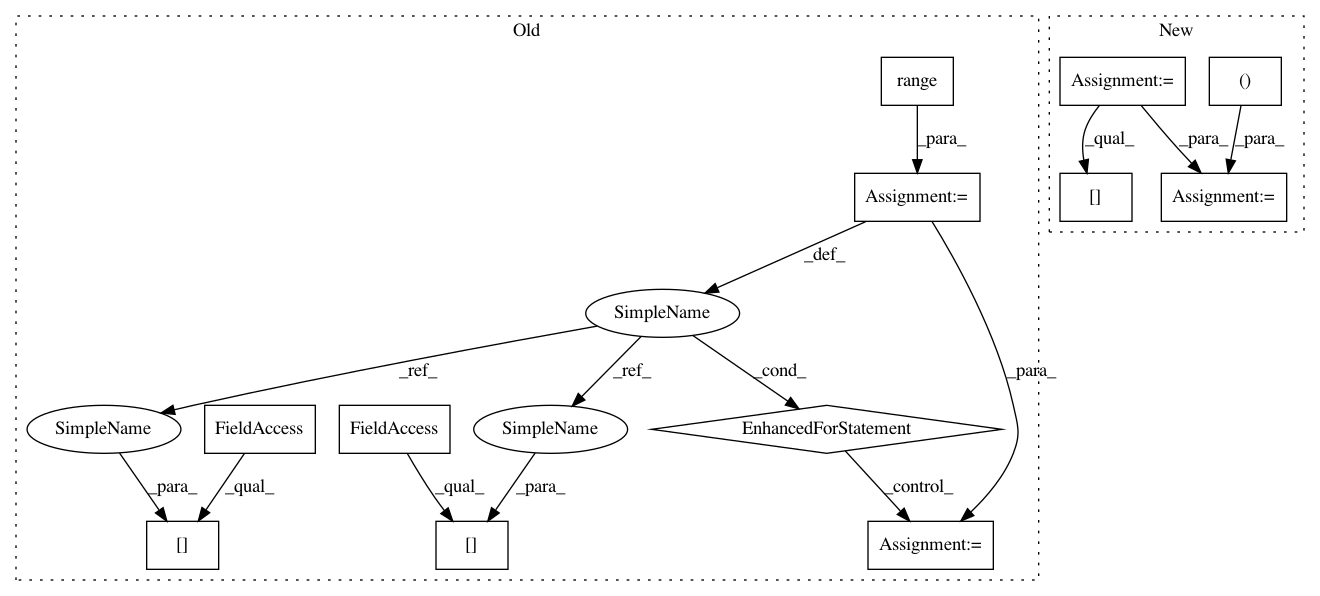 Old
New
range
Assignment:=
()
_para_
_qual_
_para_
_para_
Assignment:=
[]
Assignment:=
_def_
SimpleName
_ref_
_ref_
_cond_
_para_
SimpleName
FieldAccess
FieldAccess
SimpleName
EnhancedForStatement
_para_
_qual_
_qual_
_para_
_control_
[]
[]
Assignment:=